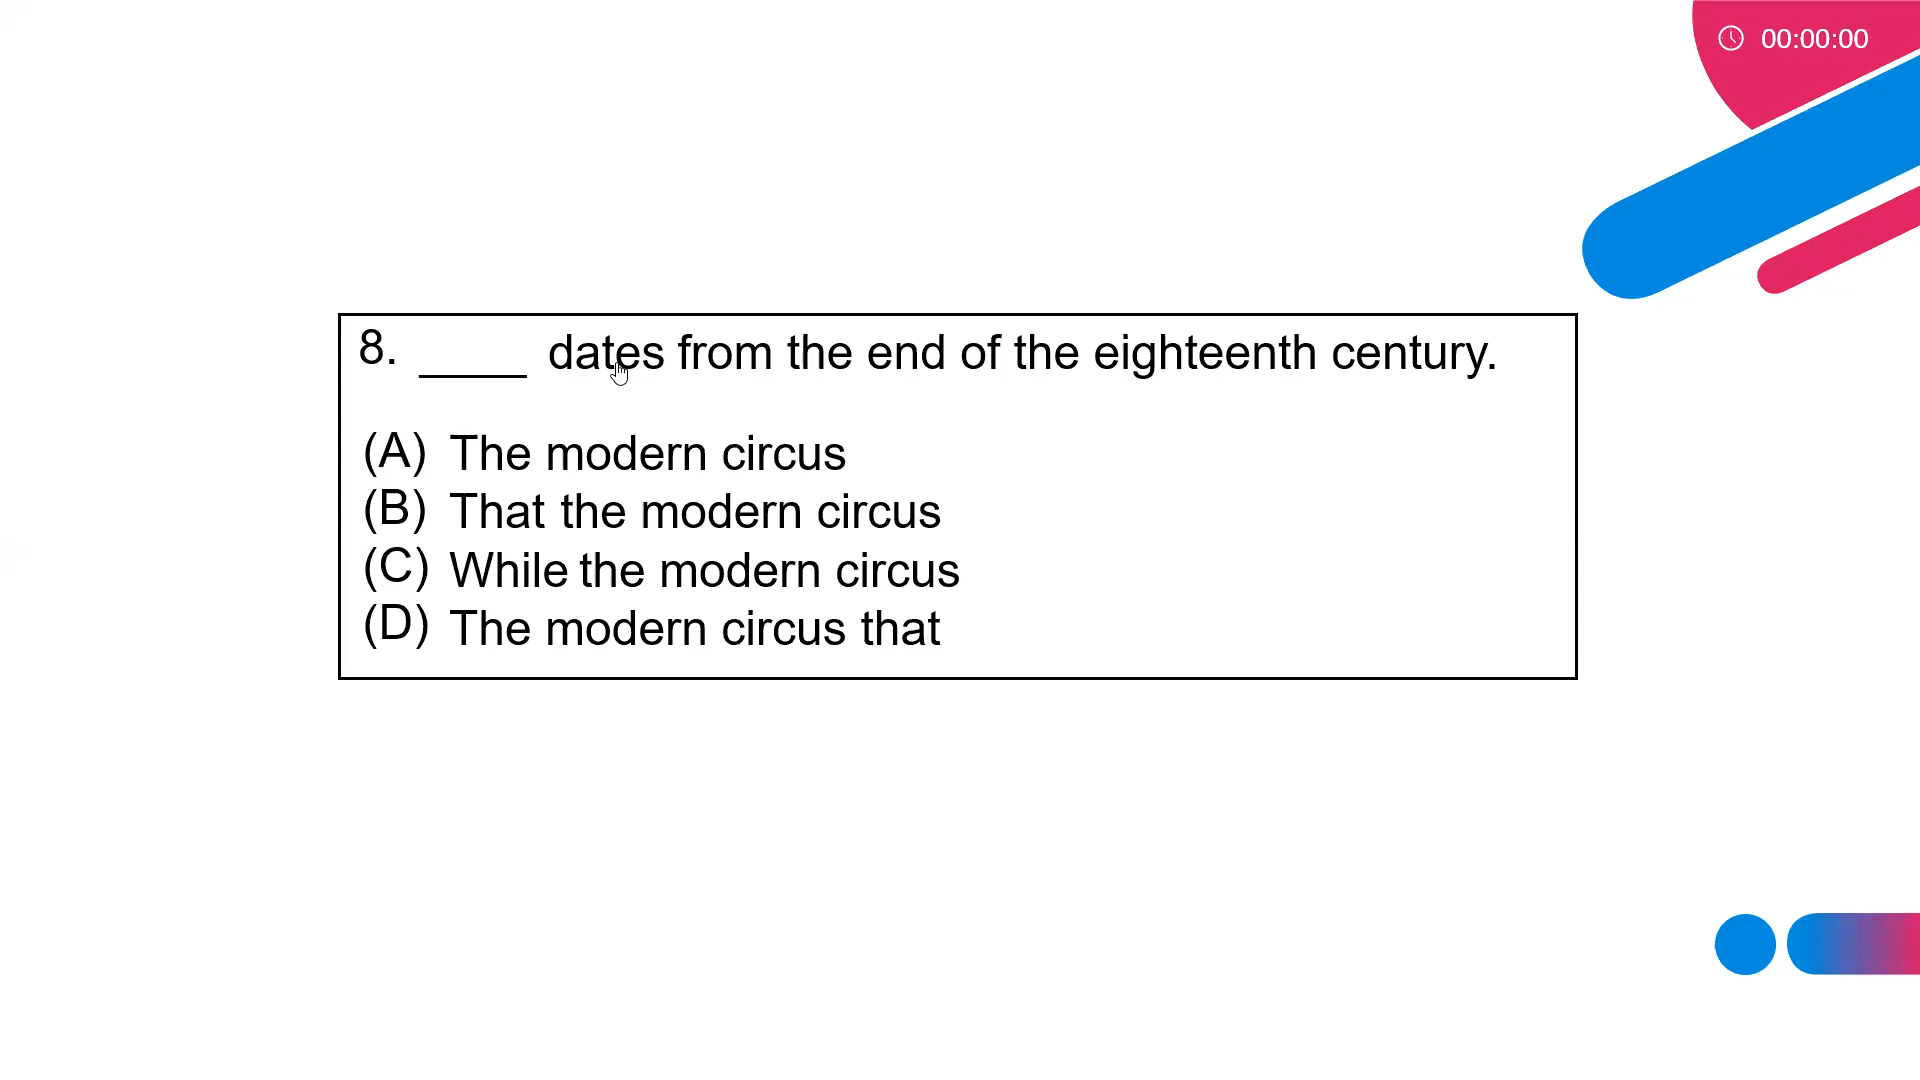 00:00:00
8. ____ dates from the end of the eighteenth century.
(A) The modern circus
(B) That the modern circus
(C) While the modern circus
(D) The modern circus that